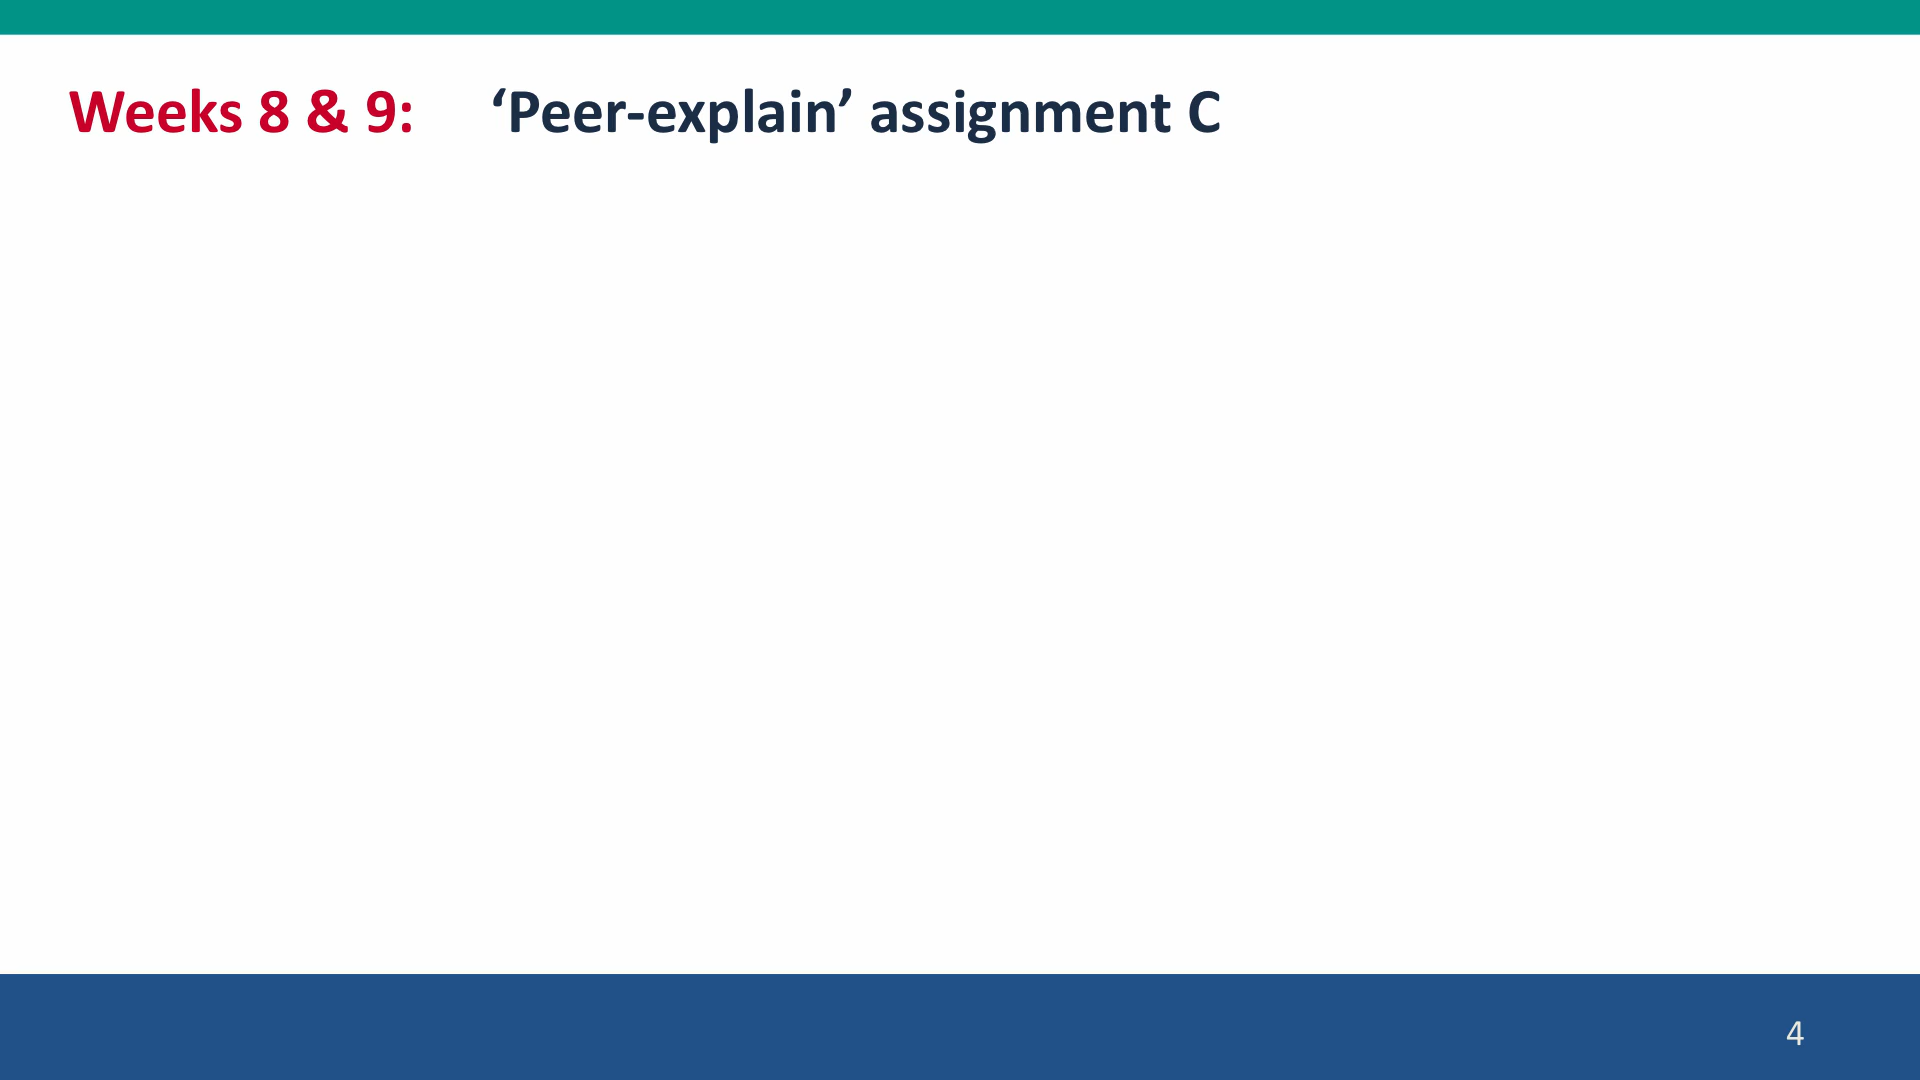 Weeks 8 & 9: ‘Peer-explain’ assignment C
4